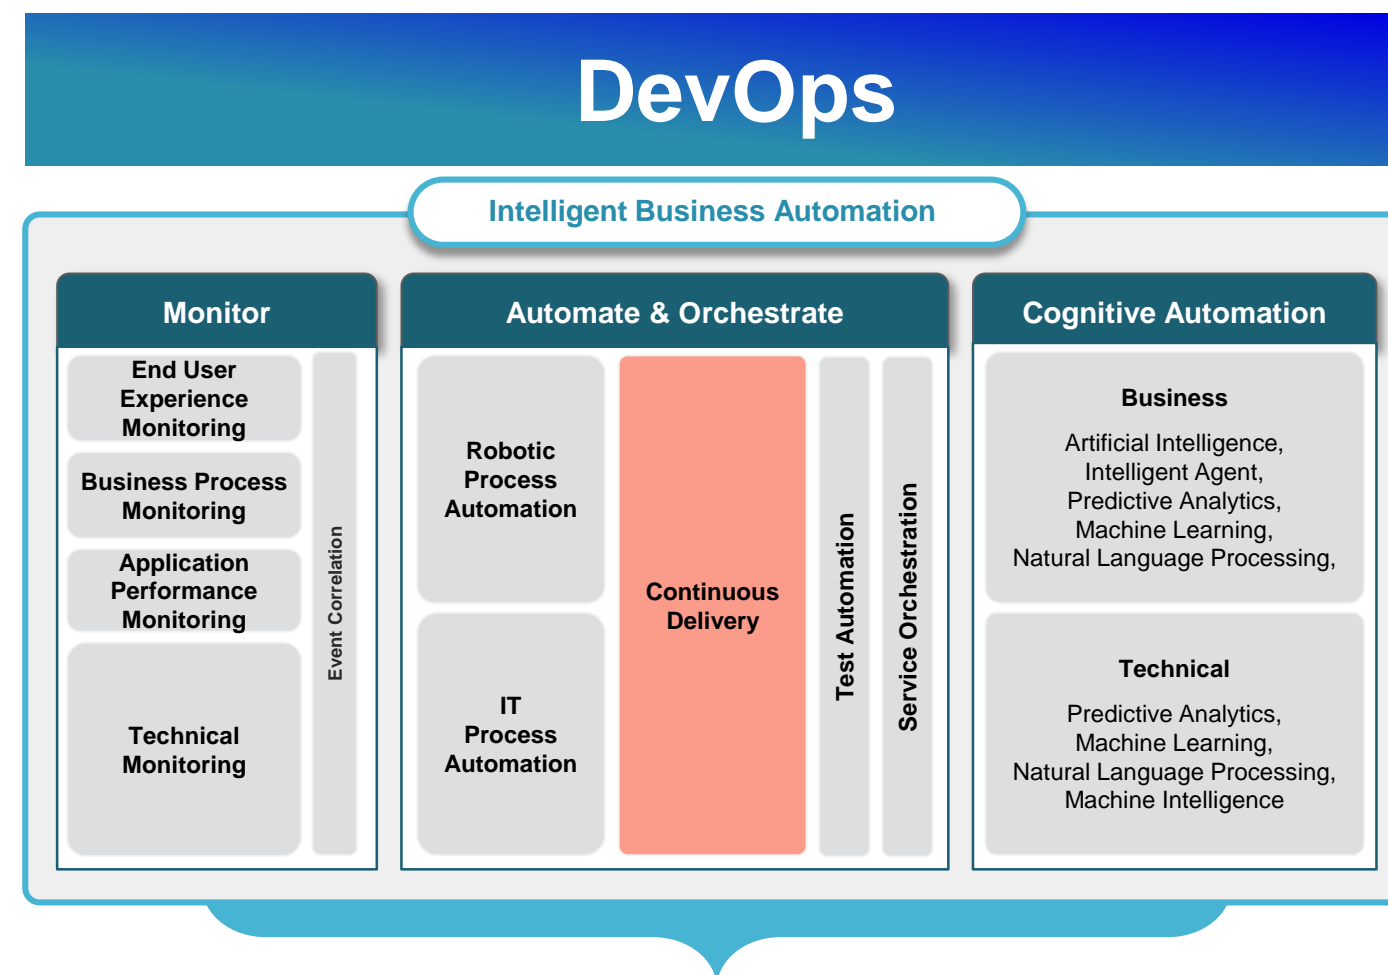 DevOps
Intelligent Business Automation
Monitor
End User
Experience
Monitoring
Business Process
Monitoring
Application
Performance
Monitoring
Technical
Monitoring
Event Correlation
Automate & Orchestrate
Robotic
Process
Automation
IT
Process
Automation
Continuous
Delivery
Test Automation
Service Orchestration
Cognitive Automation
Business
Artificial Intelligence,
Intelligent Agent,
Predictive Analytics,
Machine Learning,
Natural Language Processing,
Technical
Predictive Analytics,
Machine Learning,
Natural Language Processing,
Machine Intelligence